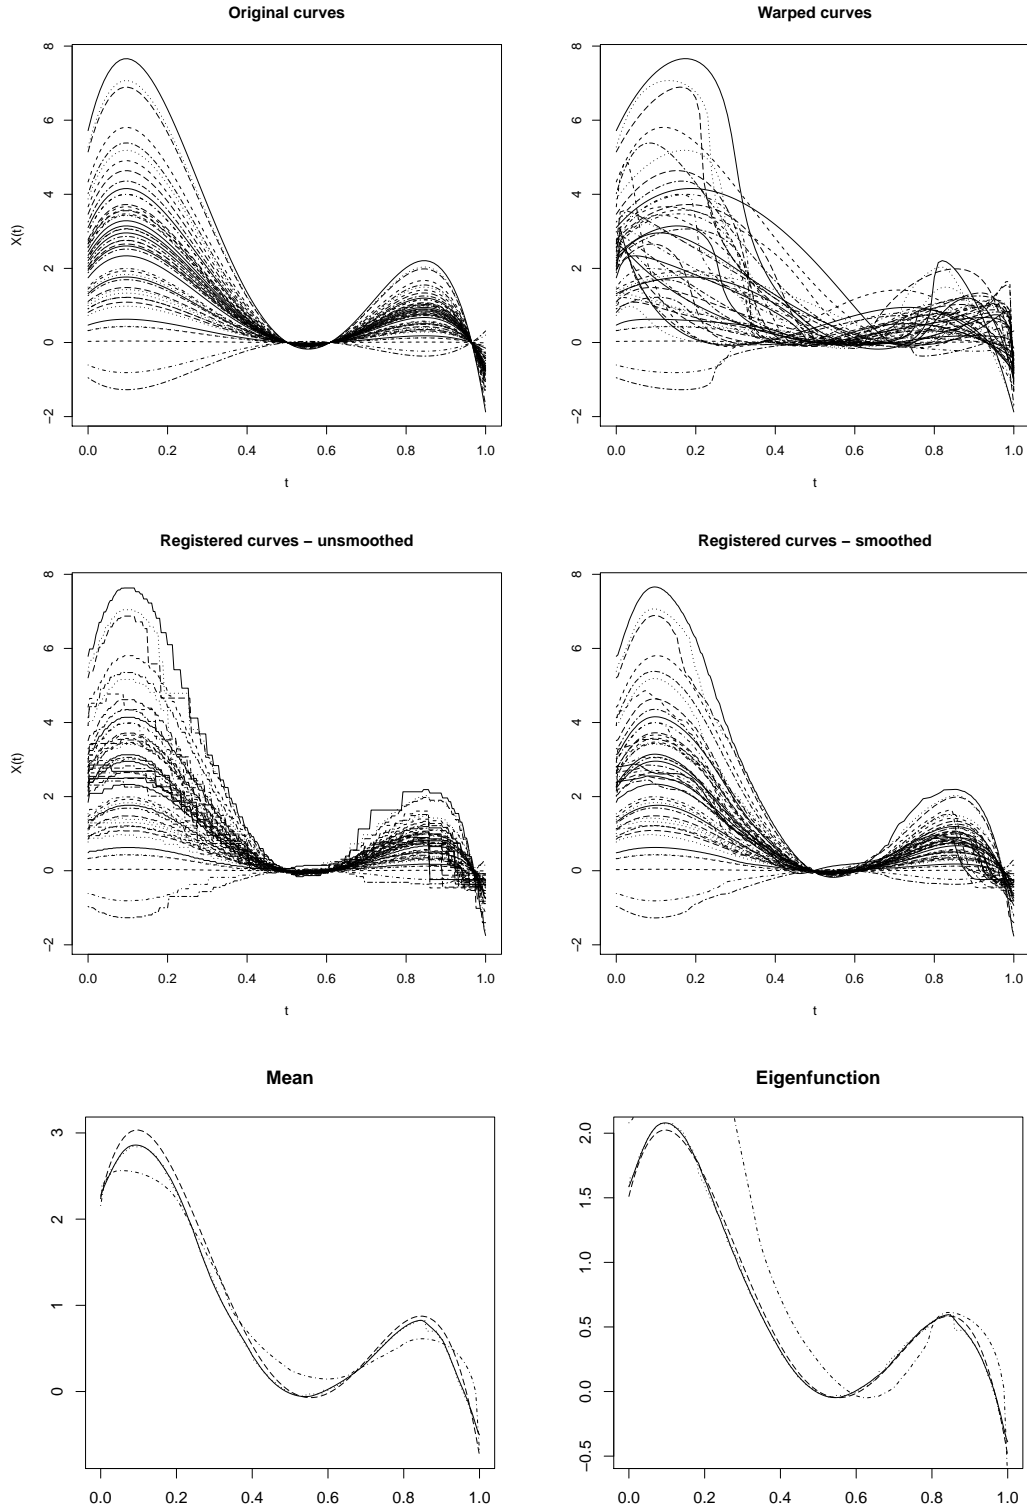 Original curves
Warped curves
8
6
4
2
0
−2
X(t)
0.0 0.2 0.4 0.6 0.8 1.0
t
8
6
4
2
0
−2
0.0 0.2 0.4 0.6 0.8 1.0
t
Registered curves − unsmoothed
Registered curves − smoothed
8
6
4
2
0
−2
X(t)
0.0 0.2 0.4 0.6 0.8 1.0
t
8
6
4
2
0
−2
0.0 0.2 0.4 0.6 0.8 1.0
t
Mean
Eigenfunction
3
2
1
0
0.0 0.2 0.4 0.6 0.8 1.0
2.0
1.5
1.0
0.5
0.0
−0.5
0.0 0.2 0.4 0.6 0.8 1.0